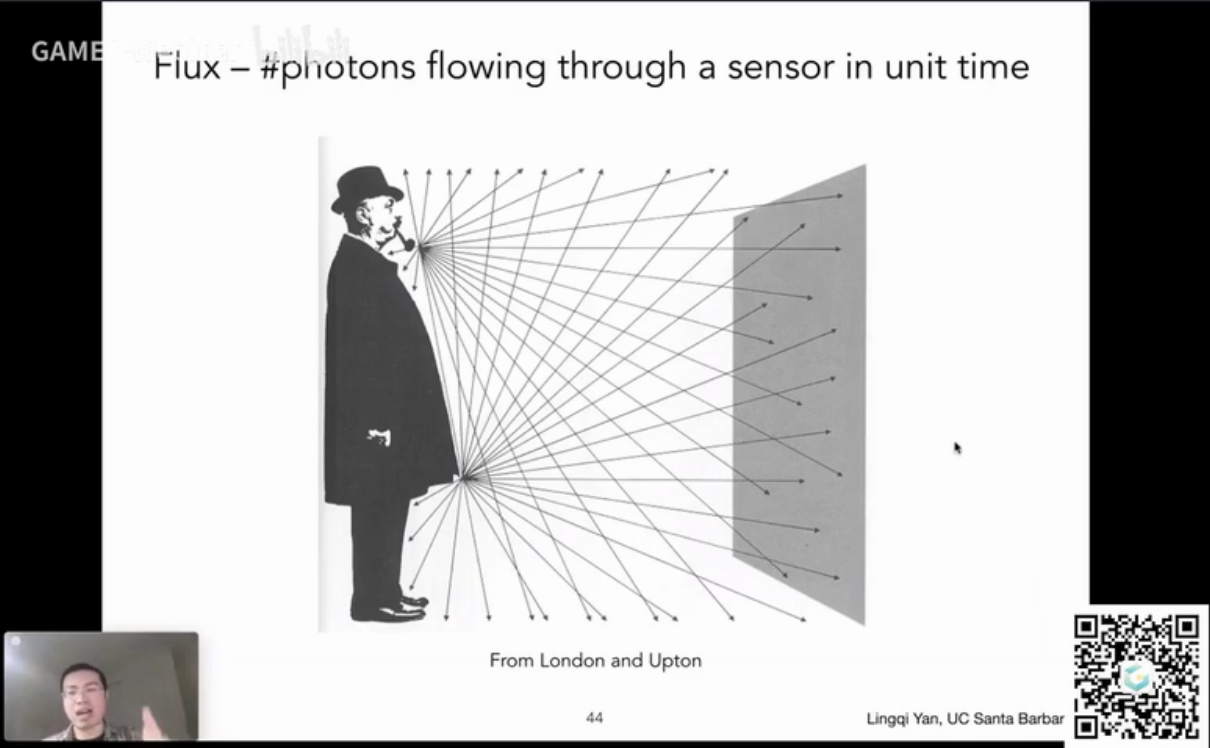 GAME
Flux – #photons flowing through a sensor in unit time
From London and Upton
44
Lingqi Yan, UC Santa Barbar